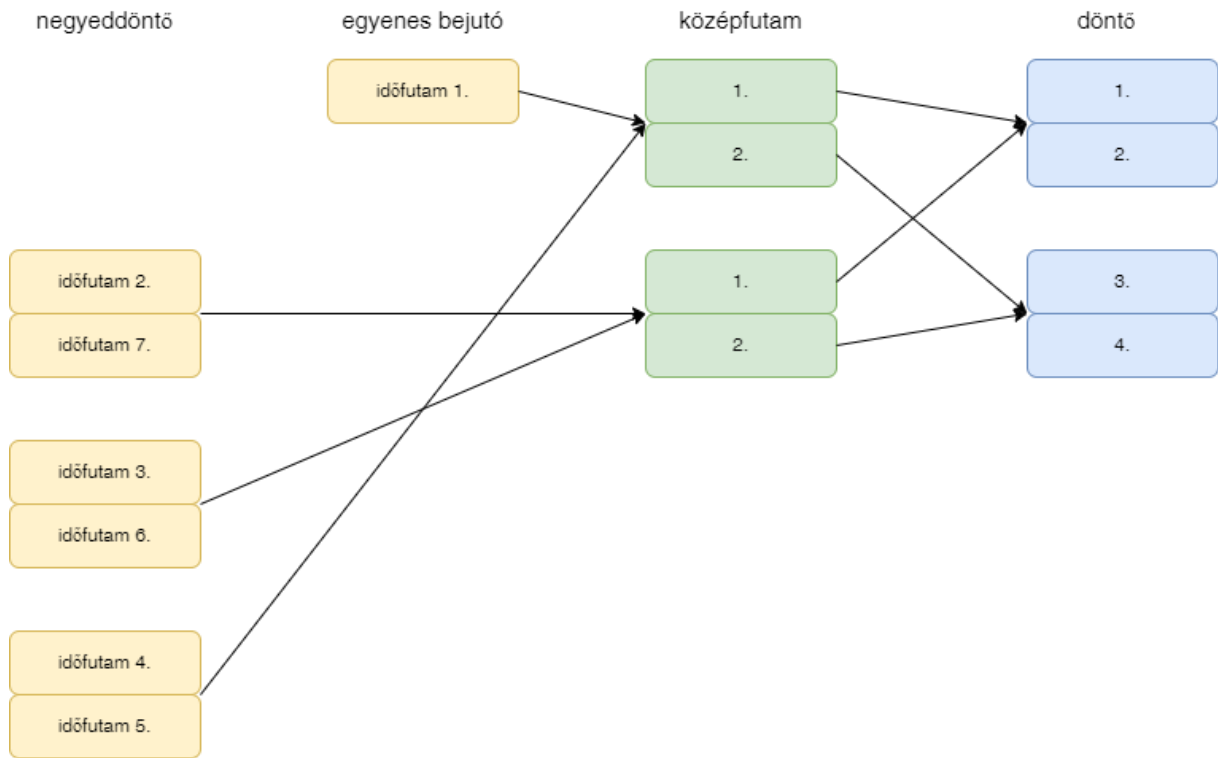 negyeddöntő
egyenes bejutó
középfutam
döntő
időfutam 1.
1.
1.
2.
2.
időfutam 2.
1.
3.
időfutam 7.
2.
4.
időfutam 3.
időfutam 6.
időfutam 4.
időfutam 5.